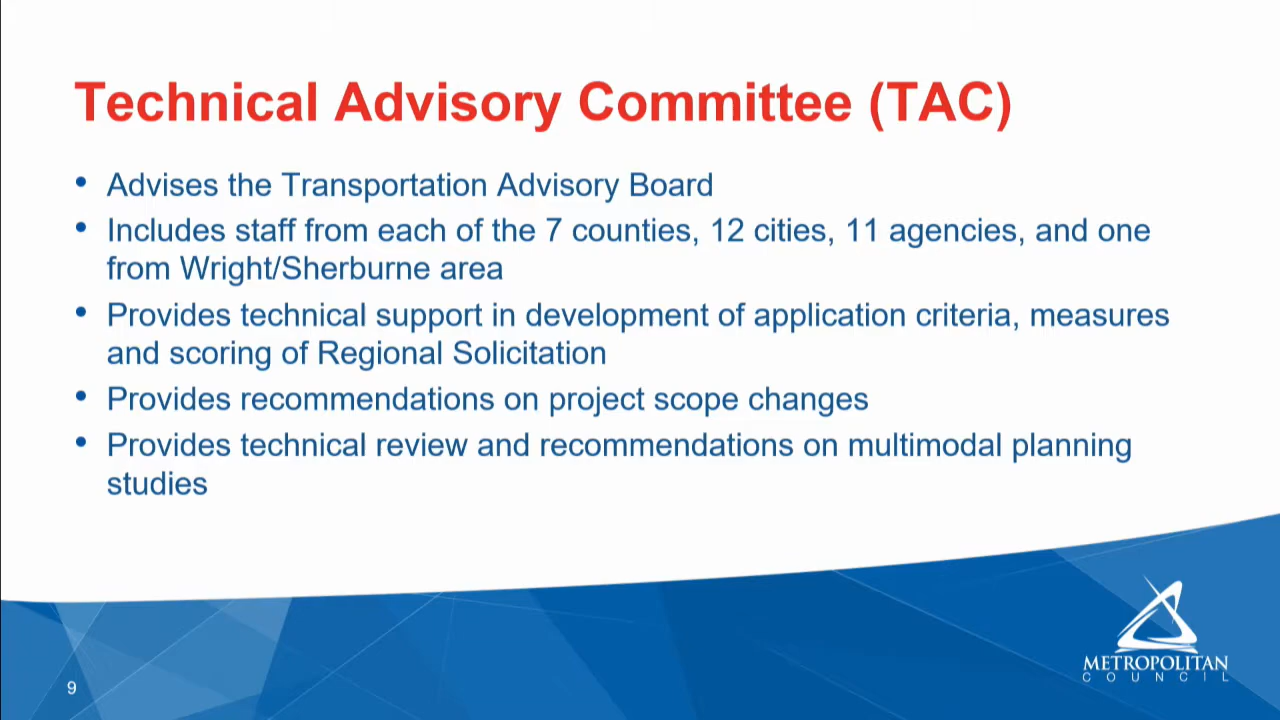 Technical Advisory Committee (TAC)
• Advises the Transportation Advisory Board
• Includes staff from each of the 7 counties, 12 cities, 11 agencies, and one
from Wright/Sherburne area
• Provides technical support in development of application criteria, measures
and scoring of Regional Solicitation
• Provides recommendations on project scope changes
• Provides technical review and recommendations on multimodal planning
studies
METROPOLITAN
COUNCIL
9